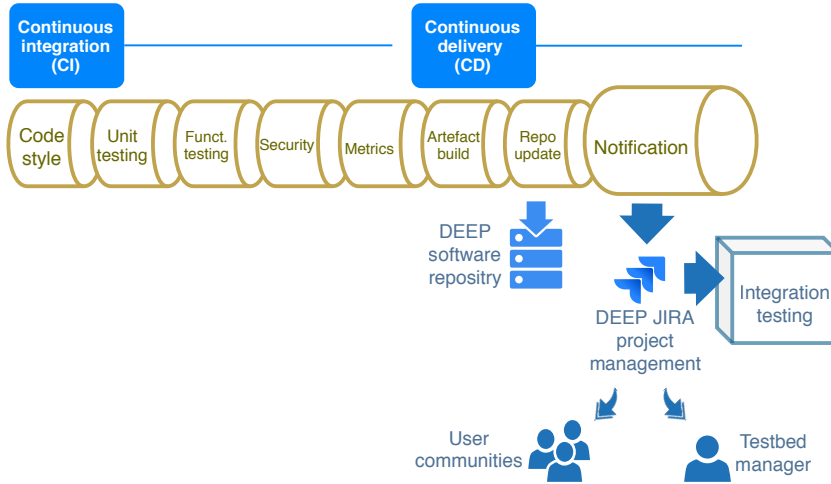 Continuous
integration
(CI)
Continuous
delivery
(CD)
Code
style
Unit
testing
Funct.
testing
Security
Metrics
Artefact
build
Repo
update
Notification
DEEP
software
repositry
DEEP JIRA
project
management
Integration
testing
User
communities
Testbed
manager